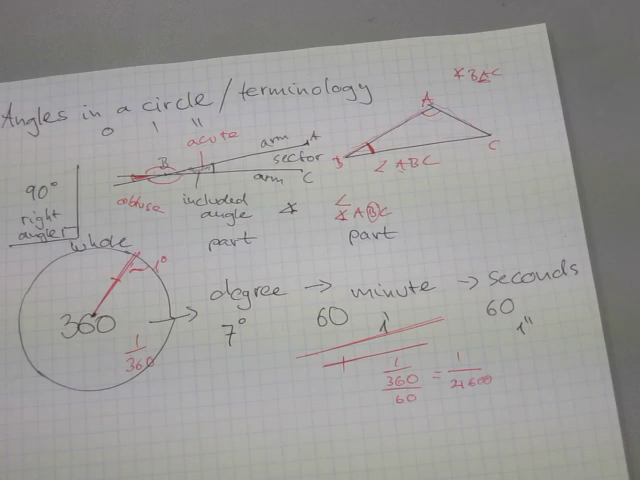 ∡BAC
Angles in a circle/terminology
o ' "
A
acute
arm A
B
sector
arm C
B
C
∠ABC
90°
right
angle
obtuse
included
angle ∡
part
∠
∡ABC
part
whole
1°
360
1/360
→ degree → minute → seconds
7° 60 1' 60 1"
1/360/60 = 1/21600